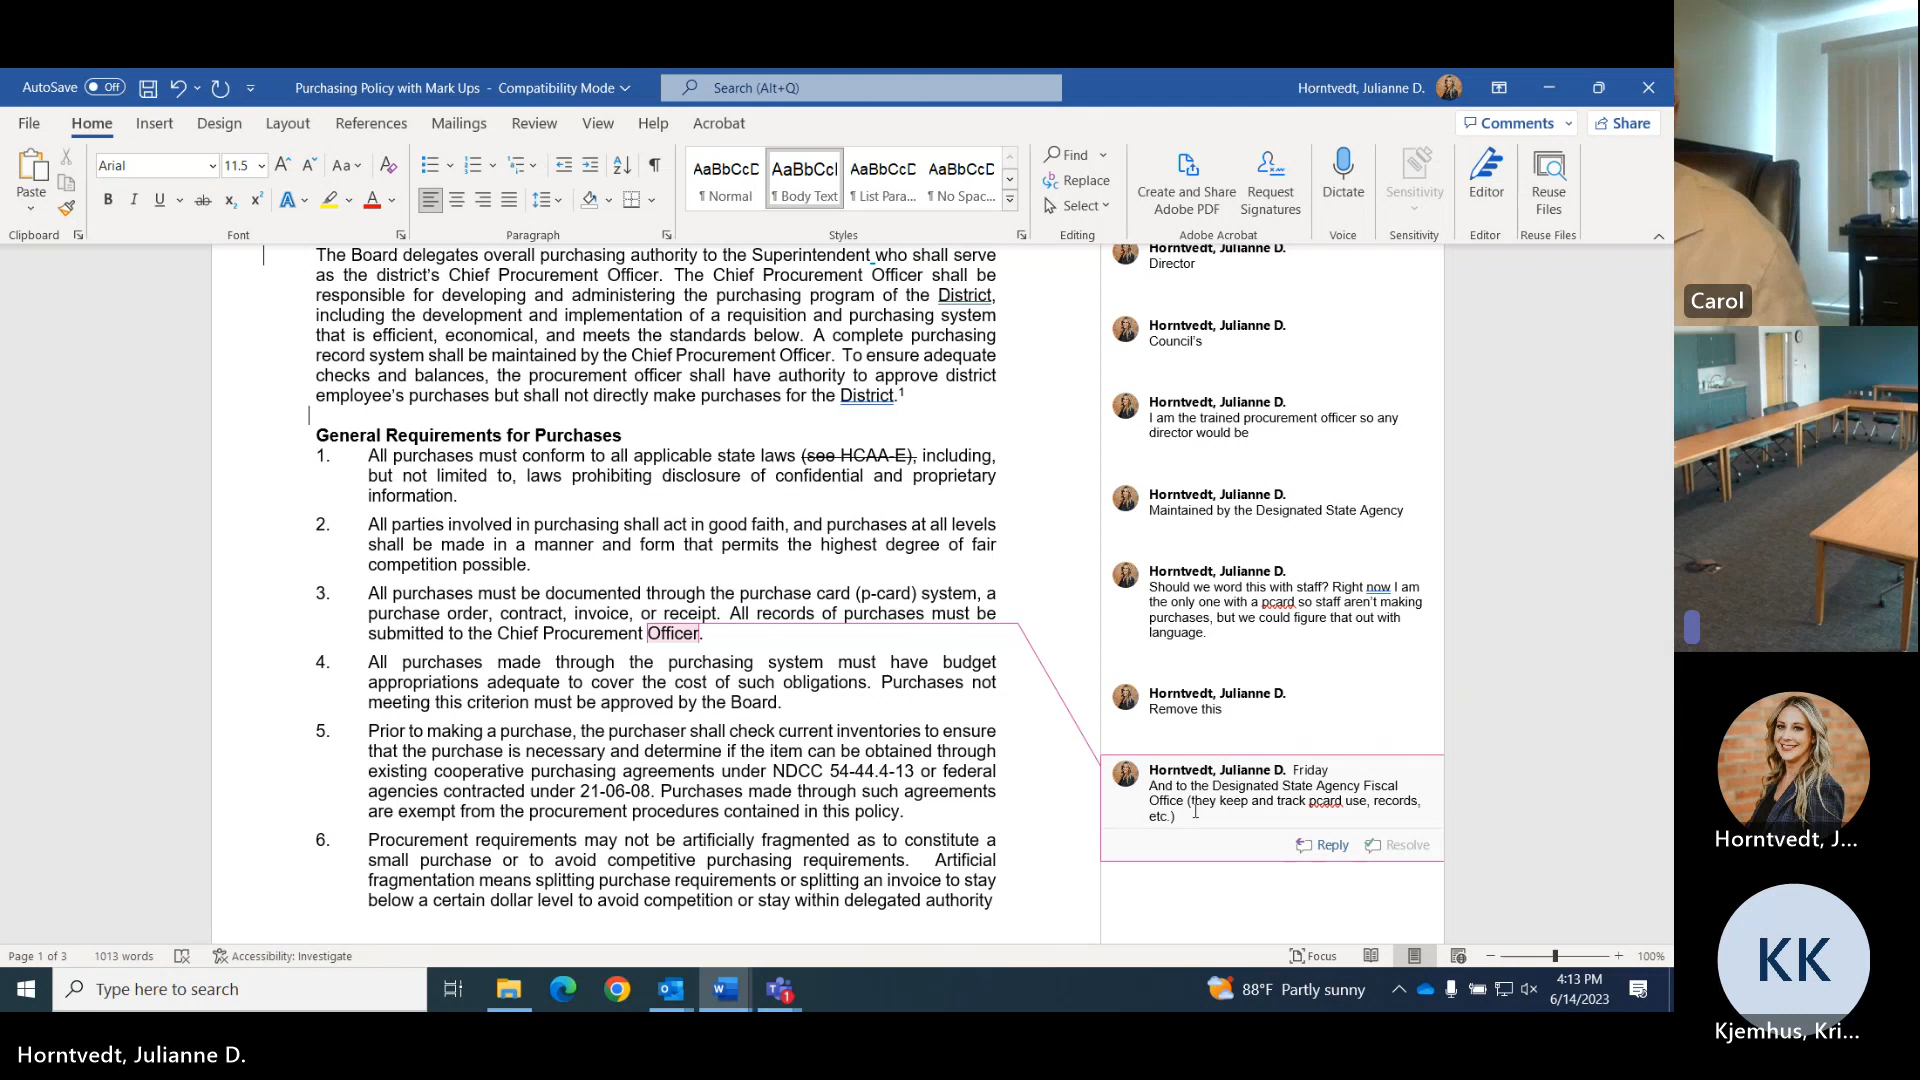 AutoSave Off
Purchasing Policy with Mark Ups - Compatibility Mode
Search (Alt+Q)
Horntvedt, Julianne D.
File Home Insert Design Layout References Mailings Review View Help Acrobat
Comments Share
Paste
Clipboard
Arial 11.5
Aa
B I U ab x₂ x² A A
Font
Paragraph
AaBbCcD AaBbCcI AaBbCcDc AaBbCcD
¶ Normal ¶ Body Text ¶ List Para... ¶ No Spac...
Styles
Find
Replace
Select
Editing
Create and Share
Adobe PDF
Request
Signatures
Adobe Acrobat
Dictate
Voice
Sensitivity
Sensitivity
Editor
Editor
Reuse
Files
Reuse Files
The Board delegates overall purchasing authority to the Superintendent who shall serve
as the district's Chief Procurement Officer. The Chief Procurement Officer shall be
responsible for developing and administering the purchasing program of the District,
including the development and implementation of a requisition and purchasing system
that is efficient, economical, and meets the standards below. A complete purchasing
record system shall be maintained by the Chief Procurement Officer. To ensure adequate
checks and balances, the procurement officer shall have authority to approve district
employee's purchases but shall not directly make purchases for the District.¹
General Requirements for Purchases
1. All purchases must conform to all applicable state laws (see HCAA-E), including,
but not limited to, laws prohibiting disclosure of confidential and proprietary
information.
2. All parties involved in purchasing shall act in good faith, and purchases at all levels
shall be made in a manner and form that permits the highest degree of fair
competition possible.
3. All purchases must be documented through the purchase card (p-card) system, a
purchase order, contract, invoice, or receipt. All records of purchases must be
submitted to the Chief Procurement Officer.
4. All purchases made through the purchasing system must have budget
appropriations adequate to cover the cost of such obligations. Purchases not
meeting this criterion must be approved by the Board.
5. Prior to making a purchase, the purchaser shall check current inventories to ensure
that the purchase is necessary and determine if the item can be obtained through
existing cooperative purchasing agreements under NDCC 54-44.4-13 or federal
agencies contracted under 21-06-08. Purchases made through such agreements
are exempt from the procurement procedures contained in this policy.
6. Procurement requirements may not be artificially fragmented as to constitute a
small purchase or to avoid competitive purchasing requirements. Artificial
fragmentation means splitting purchase requirements or splitting an invoice to stay
below a certain dollar level to avoid competition or stay within delegated authority
Horntvedt, Julianne D.
Director
Horntvedt, Julianne D.
Council's
Horntvedt, Julianne D.
I am the trained procurement officer so any
director would be
Horntvedt, Julianne D.
Maintained by the Designated State Agency
Horntvedt, Julianne D.
Should we word this with staff? Right now I am
the only one with a pcard so staff aren't making
purchases, but we could figure that out with
language.
Horntvedt, Julianne D.
Remove this
Horntvedt, Julianne D. Friday
And to the Designated State Agency Fiscal
Office (they keep and track pcard use, records,
etc.)
Reply Resolve
Page 1 of 3 1013 words Accessibility: Investigate
Focus
100%
Type here to search
1
88°F Partly sunny
4:13 PM
6/14/2023
Horntvedt, Julianne D.
Carol
Horntvedt, J...
KK
Kjemhus, Kri...